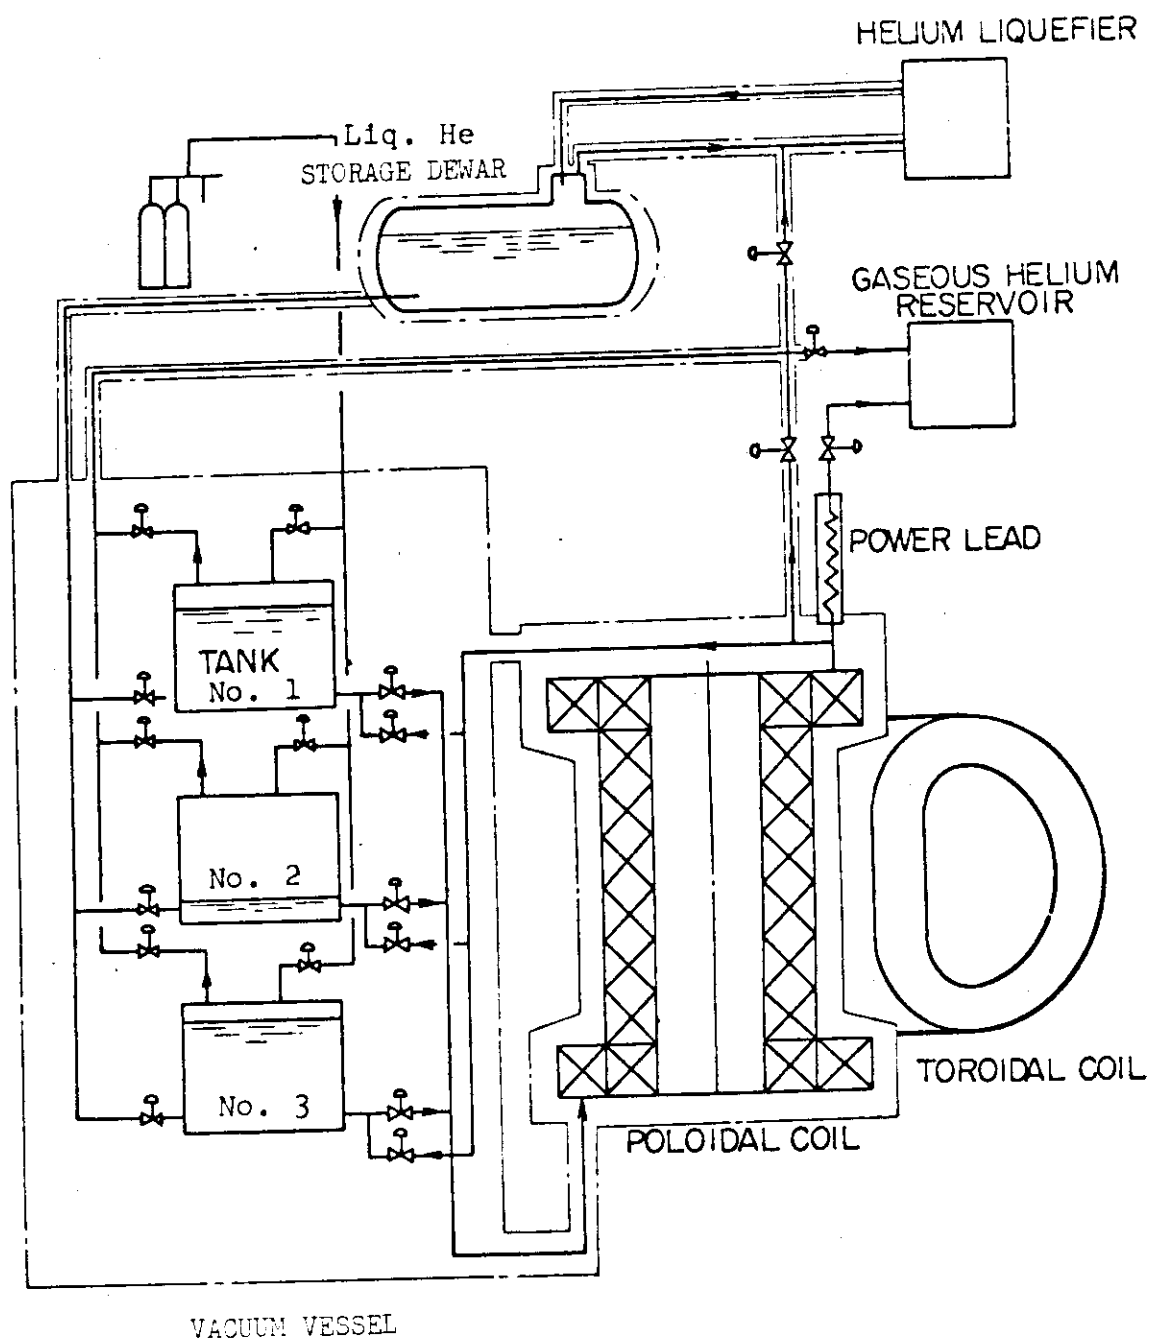 HELIUM LIQUEFIER
Liq. He
STORAGE DEWAR
GASEOUS HELIUM
RESERVOIR
POWER LEAD
TANK
No. 1
No. 2
No. 3
TOROIDAL COIL
POLOIDAL COIL
VACUUM VESSEL